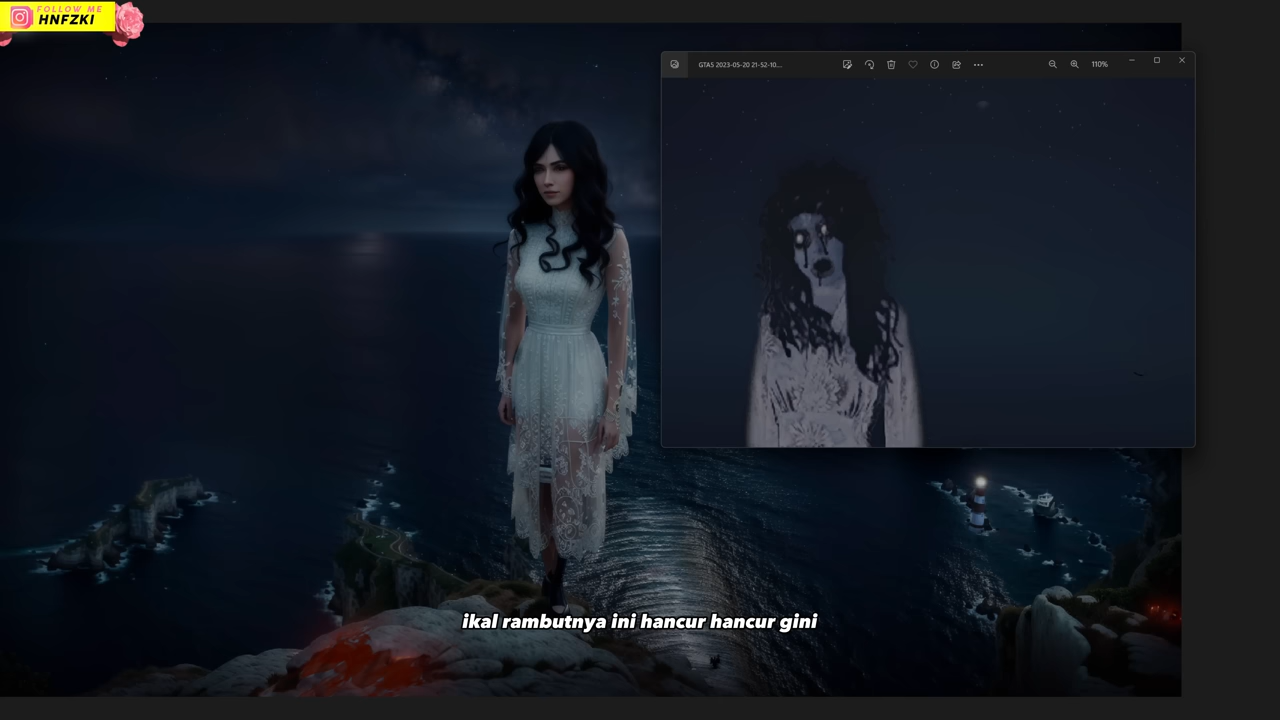 FOLLOW ME
HNFZKI
GTA5 2023-05-20 21-52-10...
110%
ikal rambutnya ini hancur hancur gini